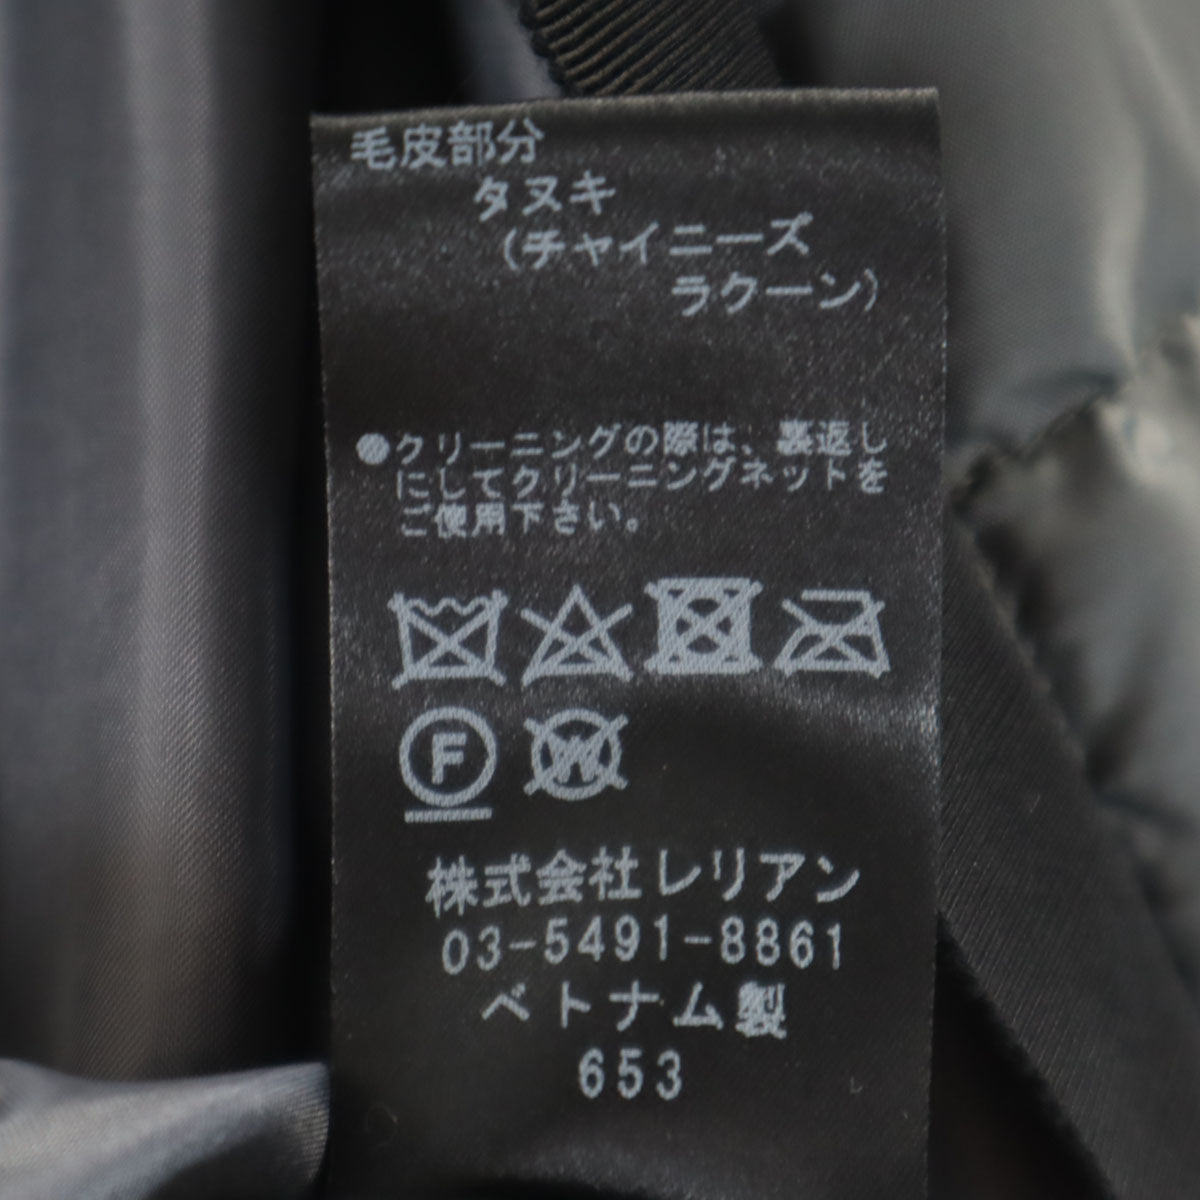 毛皮部分
タヌキ
(チャイニーズ
ラクーン)
●クリーニングの際は、裏返し
にしてクリーニングネットを
ご使用下さい。
F W
株式会社レリアン
03-5491-8861
ベトナム製
653